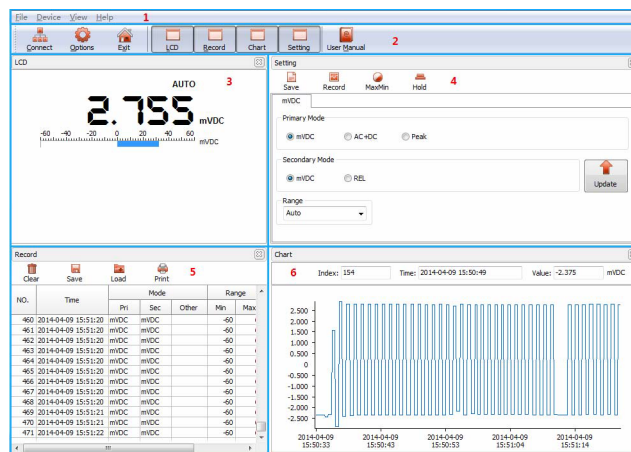 File Device View Help 1
Connect Options Exit LCD Record Chart Setting User Manual 2
LCD
3
AUTO
2.755 mVDC
-60 -40 -20 0 20 40 60
mVDC
Setting
Save Record MaxMin Hold 4
mVDC
Primary Mode
mVDC AC+DC Peak
Secondary Mode
mVDC REL
Update
Range
Auto
Record
Clear Save Load Print 5
NO. Time Mode Range
Pri Sec Other Min Max
460 2014-04-09 15:51:20 mVDC mVDC -60
461 2014-04-09 15:51:20 mVDC mVDC -60
462 2014-04-09 15:51:20 mVDC mVDC -60
463 2014-04-09 15:51:20 mVDC mVDC -60
464 2014-04-09 15:51:20 mVDC mVDC -60
465 2014-04-09 15:51:20 mVDC mVDC -60
466 2014-04-09 15:51:20 mVDC mVDC -60
467 2014-04-09 15:51:20 mVDC mVDC -60
468 2014-04-09 15:51:20 mVDC mVDC -60
469 2014-04-09 15:51:21 mVDC mVDC -60
470 2014-04-09 15:51:21 mVDC mVDC -60
471 2014-04-09 15:51:22 mVDC mVDC -60
Chart
6 Index: 154 Time: 2014-04-09 15:50:49 Value: -2.375 mVDC
2.500
2.000
1.500
1.000
0.500
0
-0.500
-1.000
-1.500
-2.000
-2.500
2014-04-09 2014-04-09 2014-04-09 2014-04-09 2014-04-09
15:50:33 15:50:43 15:50:53 15:51:04 15:51:14